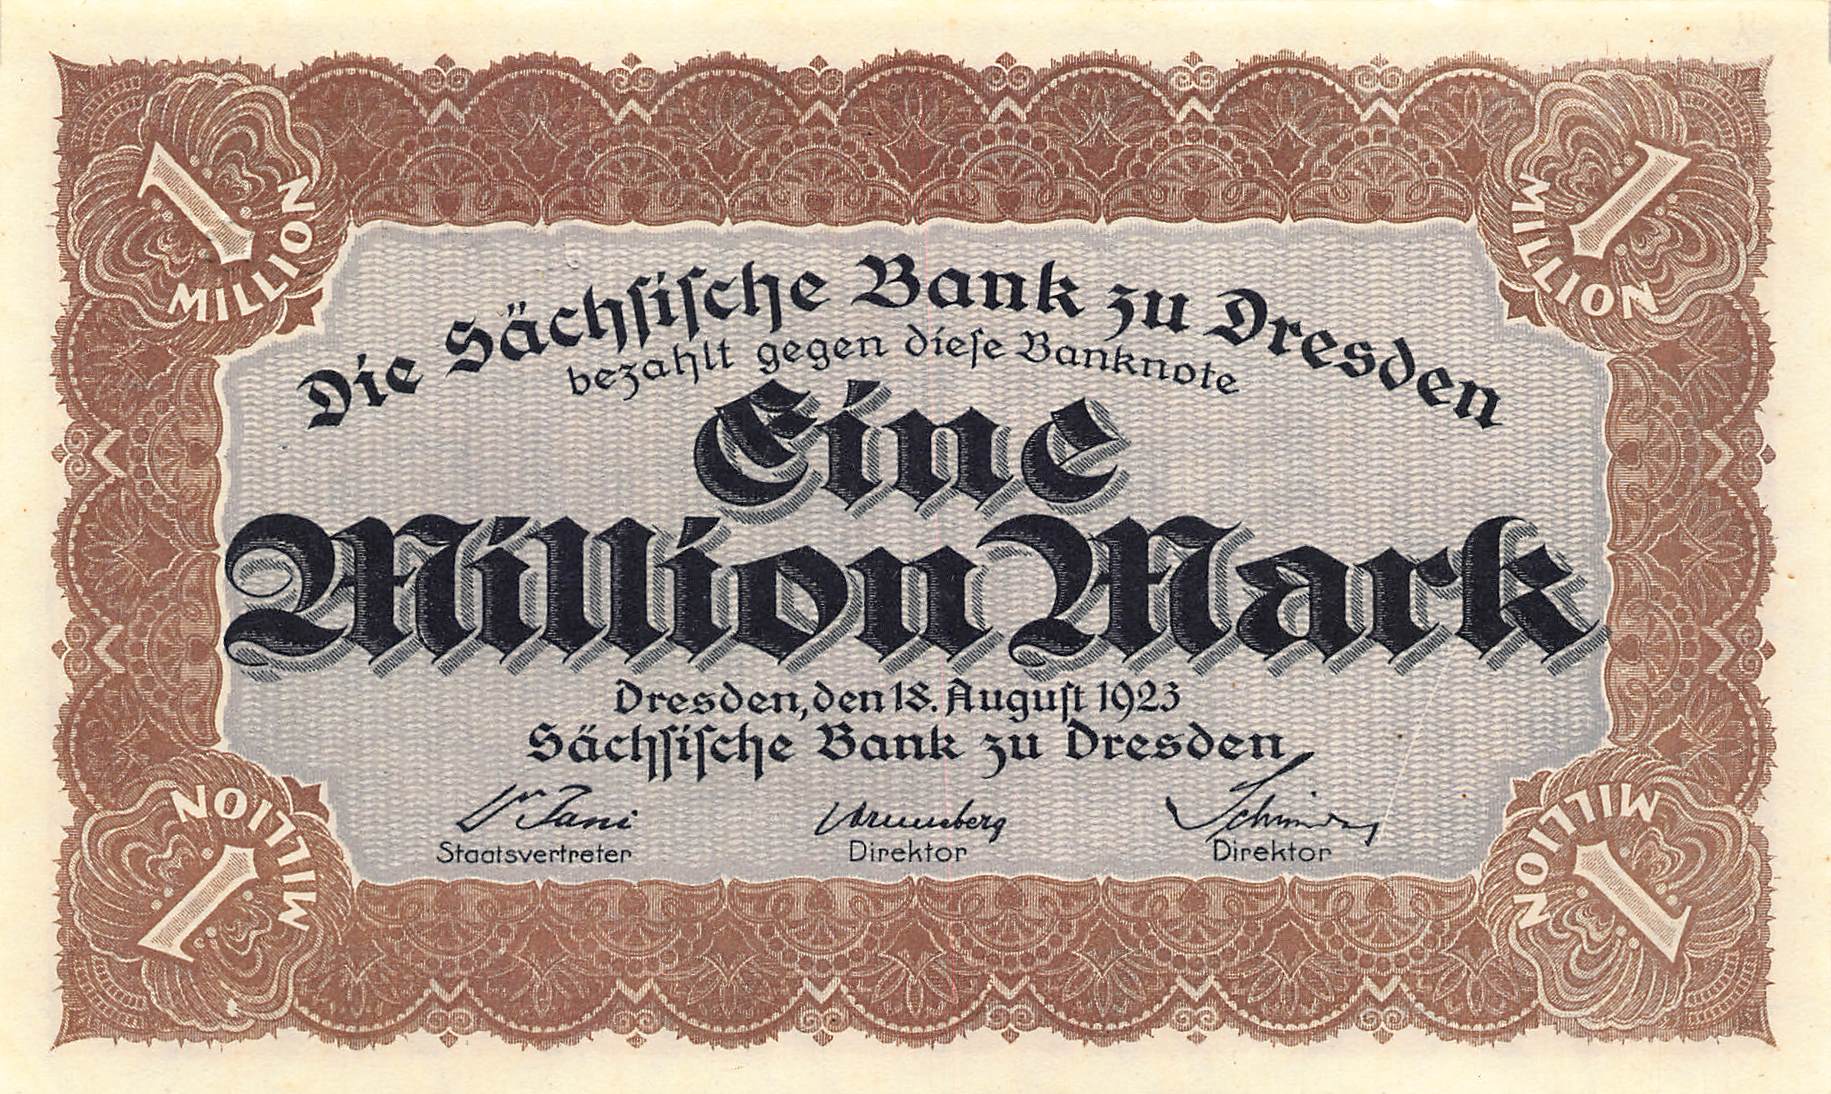 1
MILLION
1
MILLION
Die Sächsische Bank zu Dresden
bezahlt gegen diese Banknote
Eine
Million Mark
Dresden, den 18. August 1923
Sächsische Bank zu Dresden
Staatsvertreter
Direktor
Direktor
MILLION
1
MILLION
1